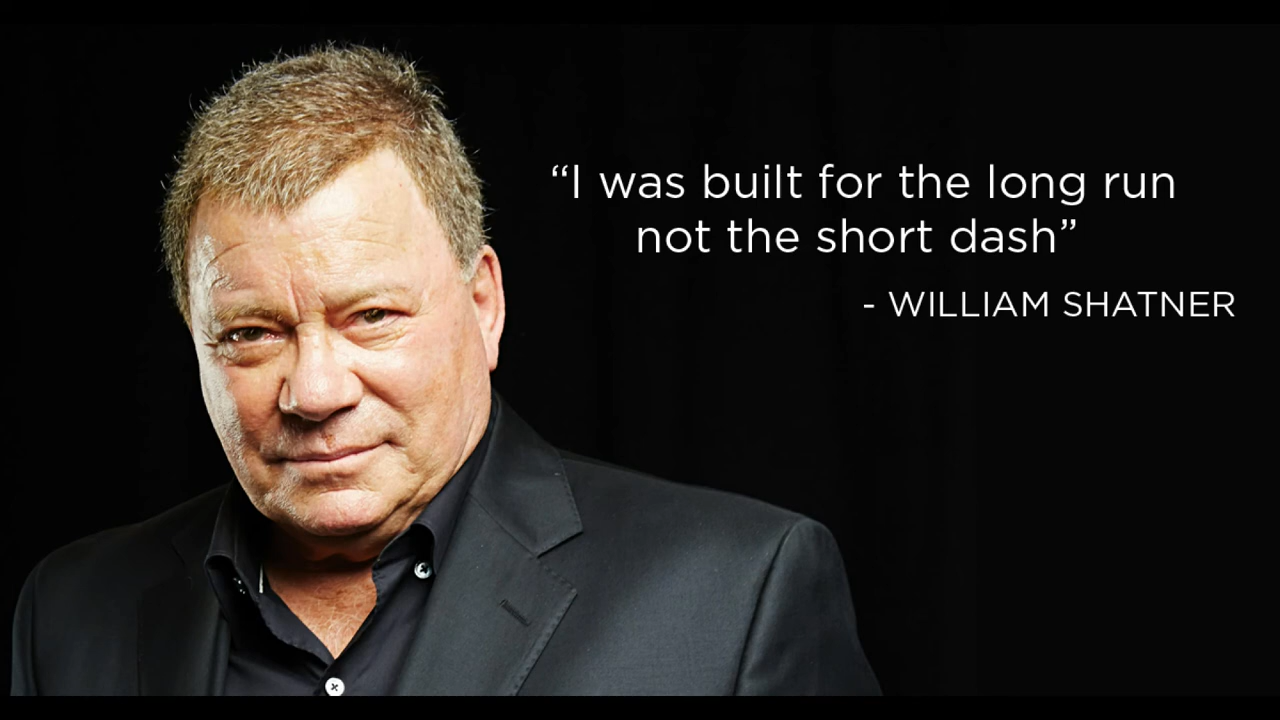 “I was built for the long run
not the short dash”
- WILLIAM SHATNER